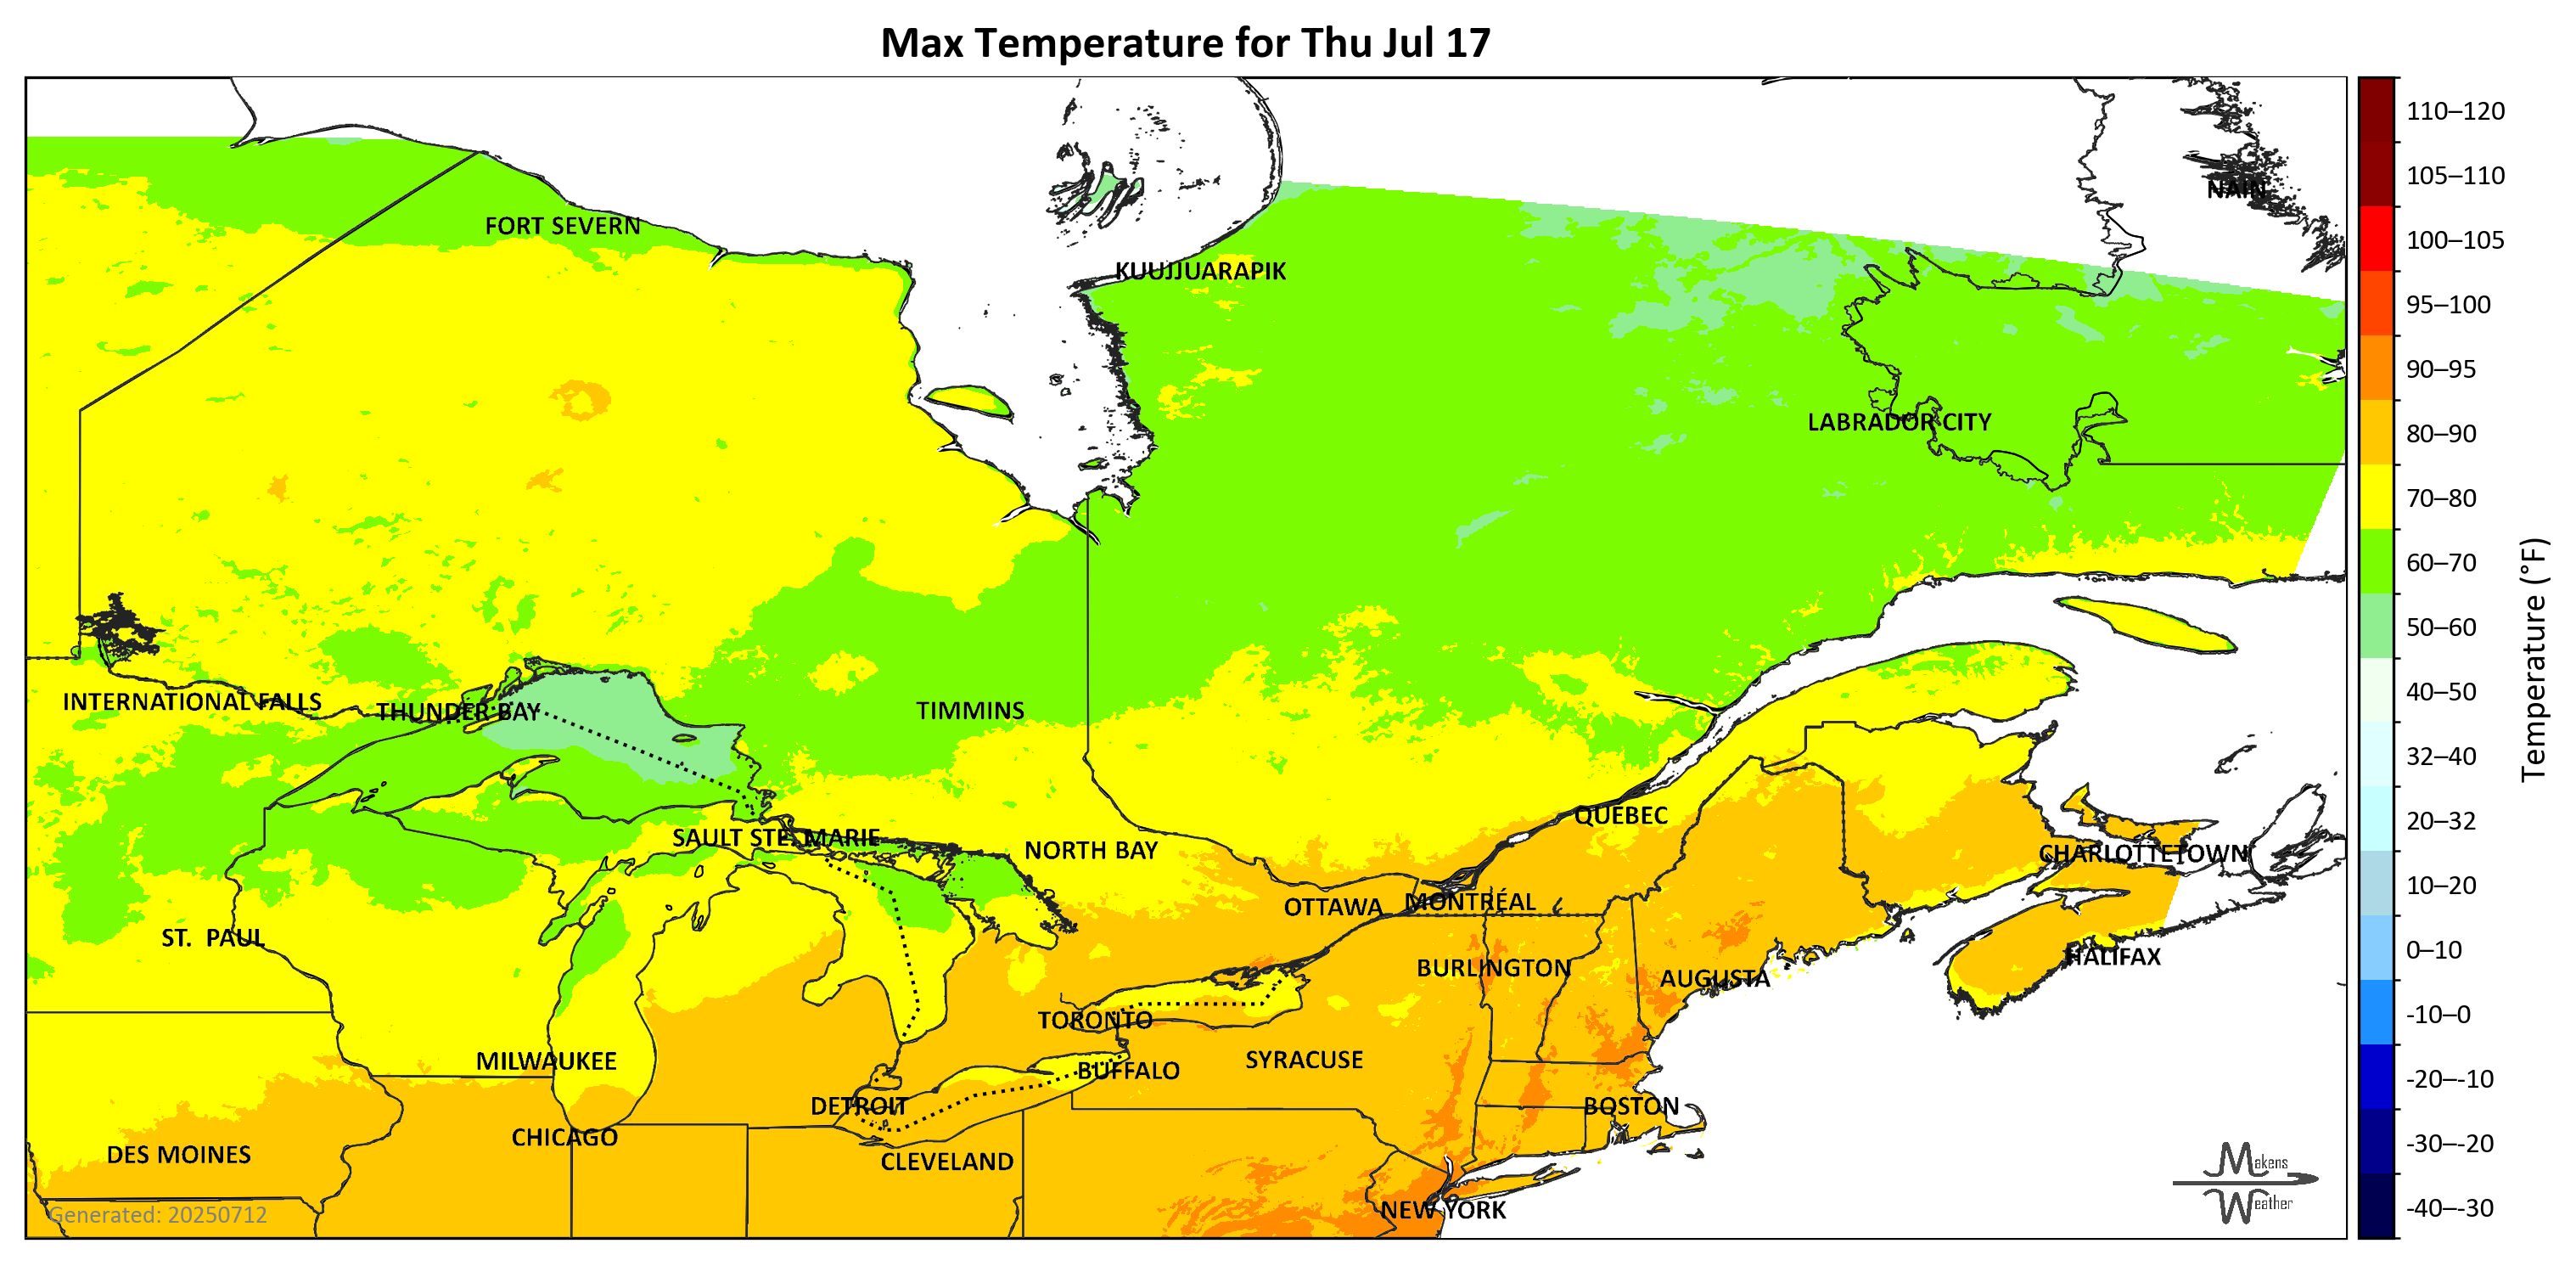 Max Temperature for Thu Jul 17
NAIN
FORT SEVERN
KUUJJUARAPIK
LABRADOR CITY
INTERNATIONAL FALLS
THUNDER BAY
TIMMINS
QUEBEC
SAULT STE. MARIE
NORTH BAY
CHARLOTTETOWN
OTTAWA
MONTRÉAL
ST. PAUL
HALIFAX
BURLINGTON
AUGUSTA
TORONTO
MILWAUKEE
SYRACUSE
BUFFALO
DETROIT
BOSTON
CHICAGO
DES MOINES
CLEVELAND
NEW YORK
Generated: 20250712
Makens
Weather
110–120
105–110
100–105
95–100
90–95
80–90
70–80
60–70
50–60
40–50
32–40
20–32
10–20
0–10
-10–0
-20–-10
-30–-20
-40–-30
Temperature (°F)